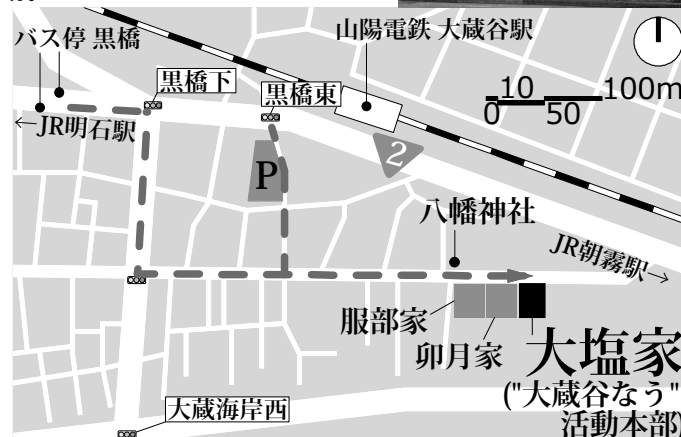 バス停 黒橋
山陽電鉄 大蔵谷駅
黒橋下
黒橋東
10 100m
0 50
←JR明石駅
2
P
八幡神社
JR朝霧駅→
服部家
卯月家
大塩家
("大蔵谷なう"
活動本部)
大蔵海岸西